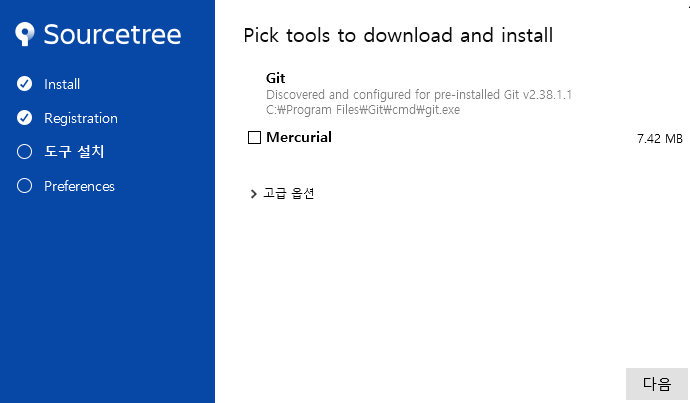 Sourcetree
Install
Registration
도구 설치
Preferences
Pick tools to download and install
Git
Discovered and configured for pre-installed Git v2.38.1.1
C:₩Program Files₩Git₩cmd₩git.exe
Mercurial
7.42 MB
고급 옵션
다음